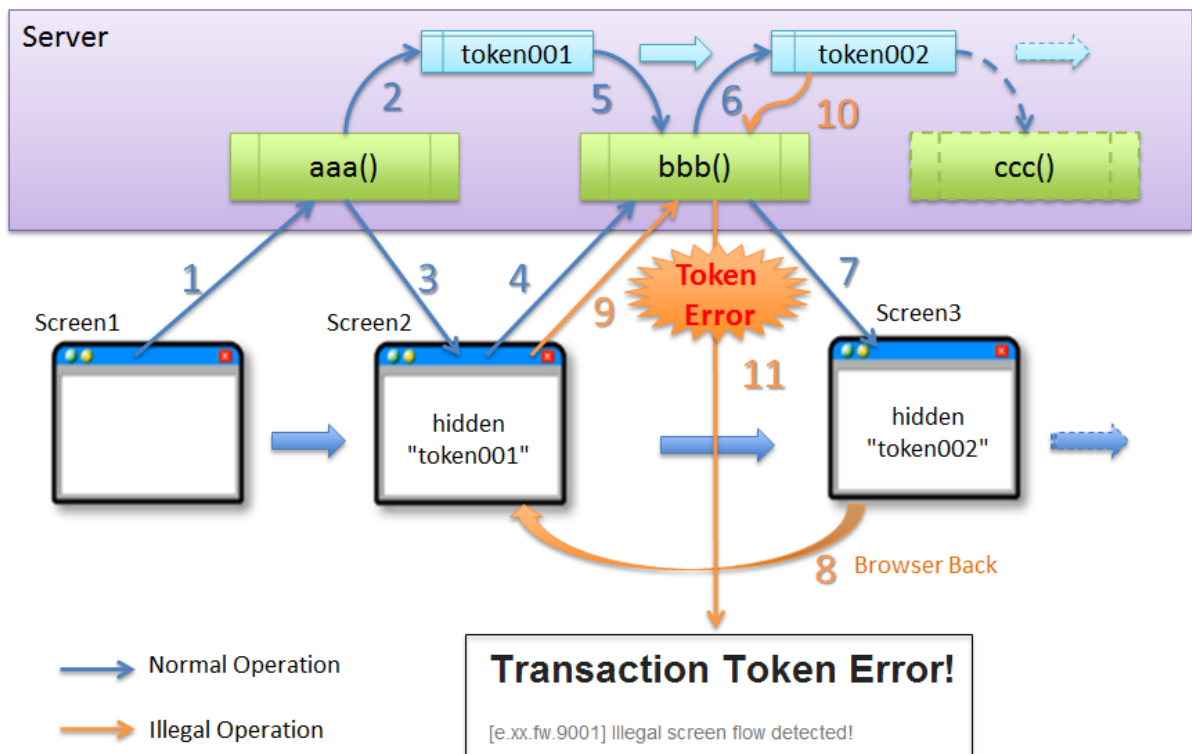 Server
token001
token002
2
5
6
10
aaa()
bbb()
ccc()
1
3
4
9
Token
Error
7
Screen1
Screen2
Screen3
11
hidden
"token001"
hidden
"token002"
8
Browser Back
Normal Operation
Illegal Operation
Transaction Token Error!
[e.xx.fw.9001] Illegal screen flow detected!